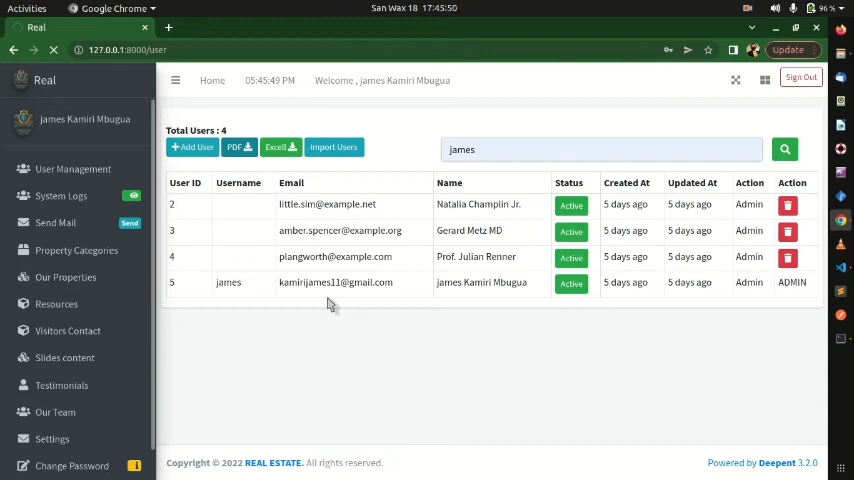 Activities Google Chrome San Wax 18 17:45:50 96 %
Real
127.0.0.1:8000/user Update
Real Home 05:45:49 PM Welcome , james Kamiri Mbugua Sign Out
james Kamiri Mbugua
Total Users : 4
Add User PDF Excell Import Users james
User ID Username Email Name Status Created At Updated At Action Action
2 little.sim@example.net Natalia Champlin Jr. Active 5 days ago 5 days ago Admin
3 amber.spencer@example.org Gerard Metz MD Active 5 days ago 5 days ago Admin
4 plangworth@example.com Prof. Julian Renner Active 5 days ago 5 days ago Admin
5 james kamirijames11@gmail.com james Kamiri Mbugua Active 5 days ago 5 days ago Admin ADMIN
User Management
System Logs
Send Mail Send
Property Categories
Our Properties
Resources
Visitors Contact
Slides content
Testimonials
Our Team
Settings
Change Password
Copyright © 2022 REAL ESTATE. All rights reserved. Powered by Deepent 3.2.0